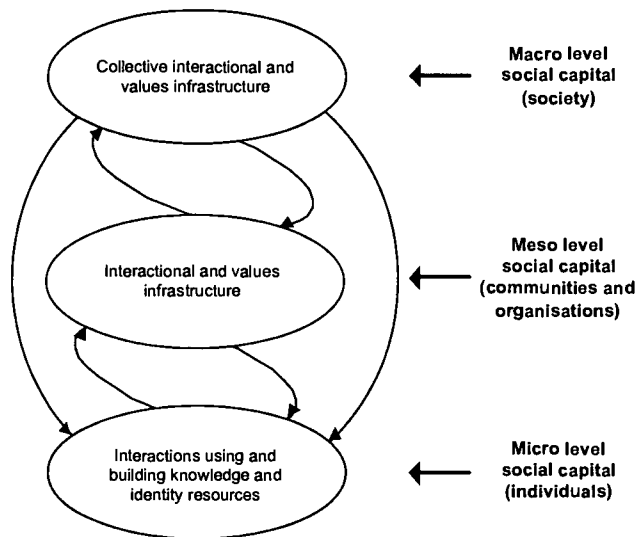 Collective interactional and
values infrastructure
Macro level
social capital
(society)
Interactional and values
infrastructure
Meso level
social capital
(communities and
organisations)
Interactions using and
building knowledge and
identity resources
Micro level
social capital
(individuals)